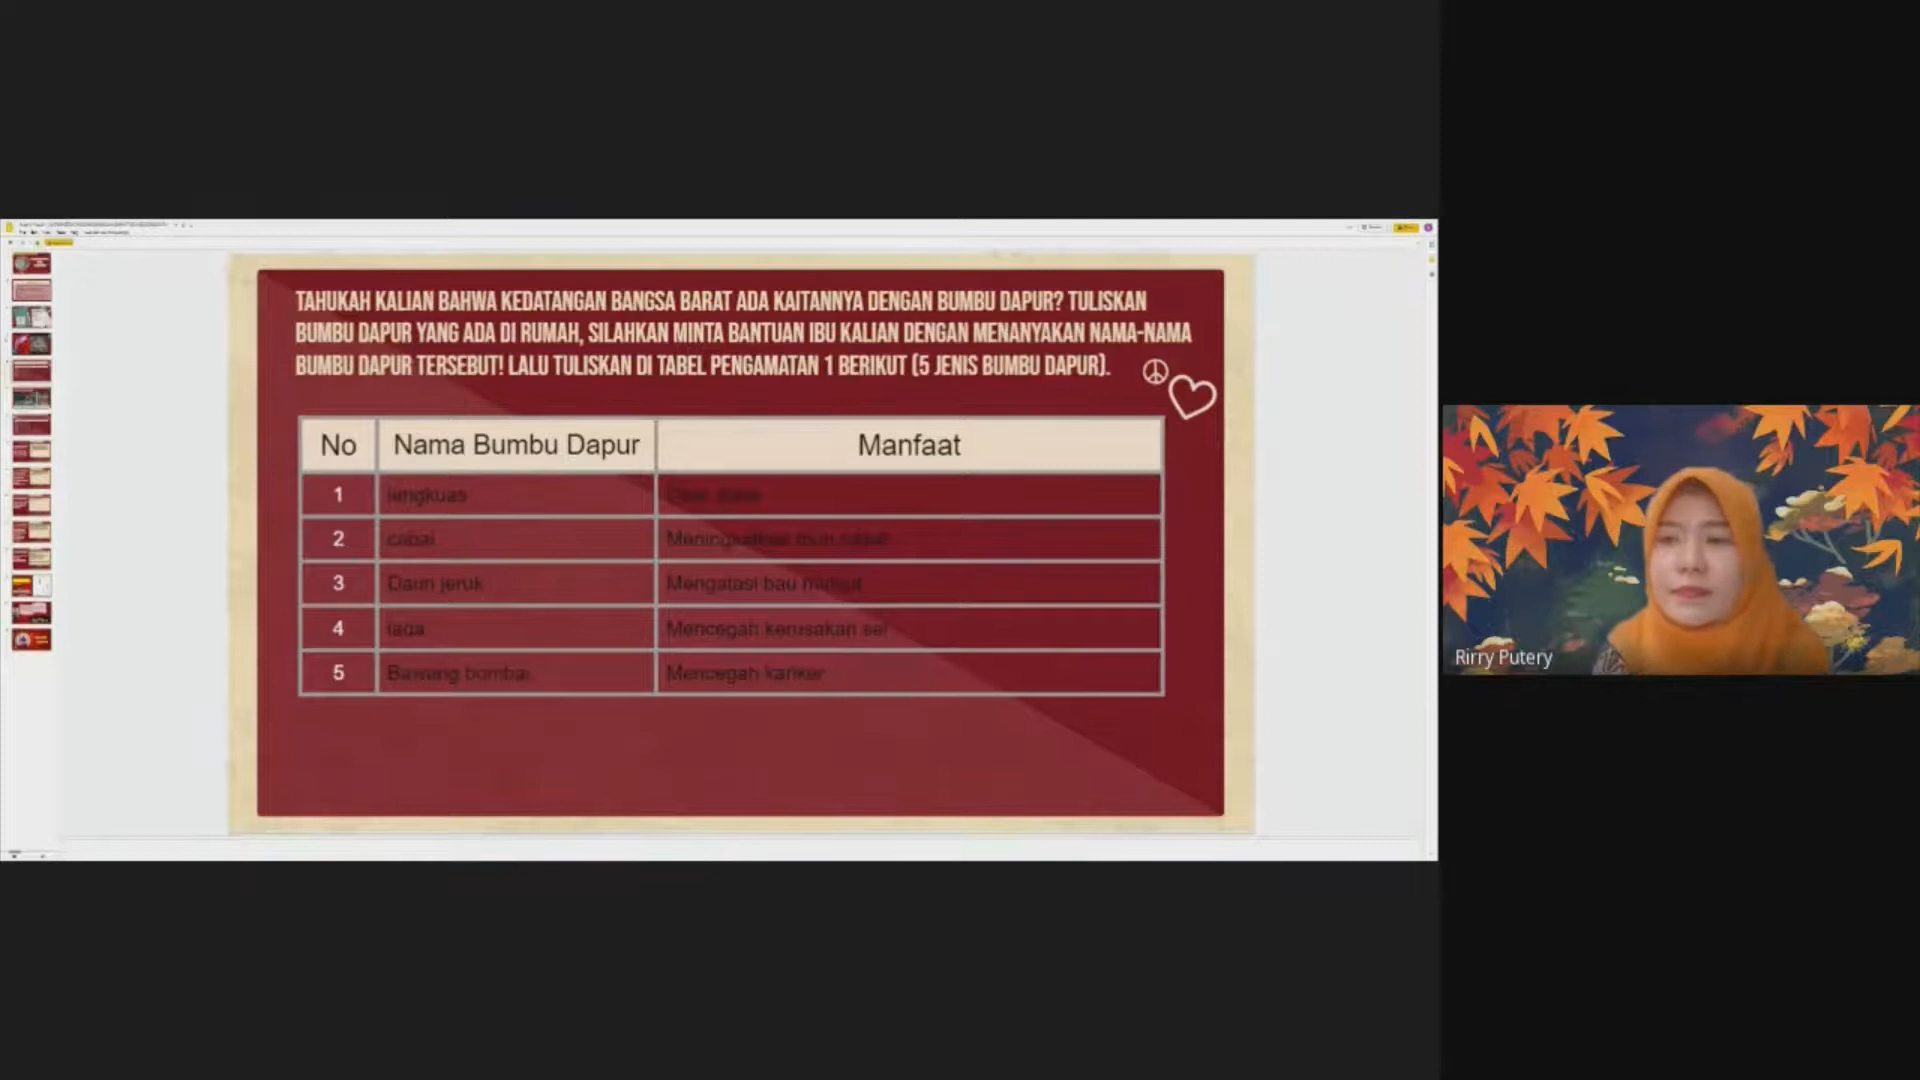 TAHUKAH KALIAN BAHWA KEDATANGAN BANGSA BARAT ADA KAITANNYA DENGAN BUMBU DAPUR? TULISKAN
BUMBU DAPUR YANG ADA DI RUMAH, SILAHKAN MINTA BANTUAN IBU KALIAN DENGAN MENANYAKAN NAMA-NAMA
BUMBU DAPUR TERSEBUT! LALU TULISKAN DI TABEL PENGAMATAN 1 BERIKUT (5 JENIS BUMBU DAPUR).
No Nama Bumbu Dapur Manfaat
1 lengkuas
2 cabai
3 Daun jeruk Mengatasi bau mulut
4 lada Mencegah kerusakan sel
5 Bawang bombai Mencegah kanker
Rirry Putery